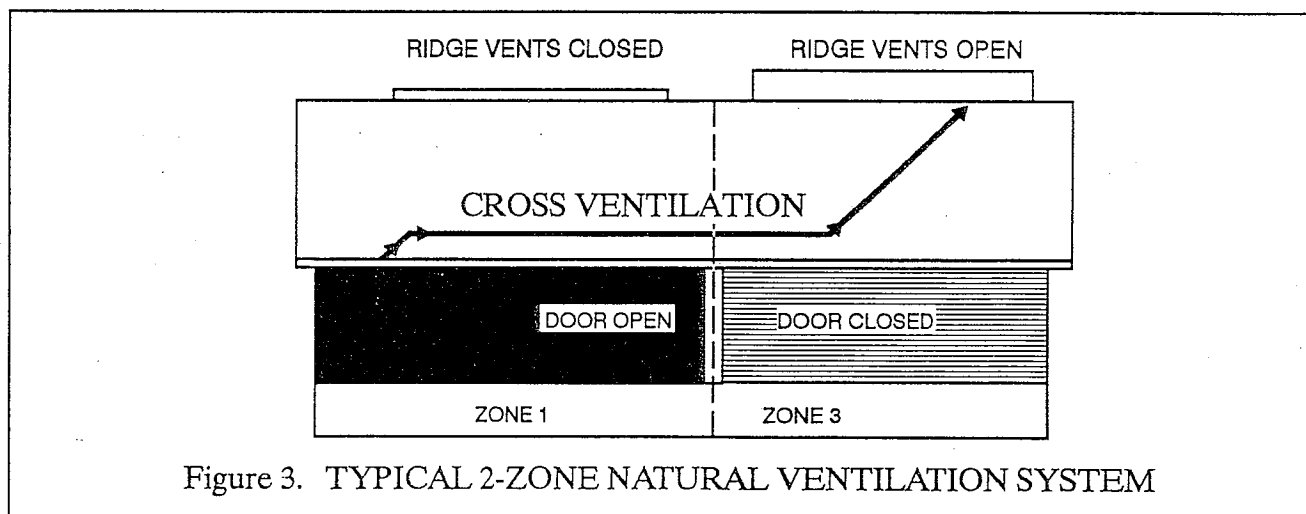 RIDGE VENTS CLOSED
RIDGE VENTS OPEN
CROSS VENTILATION
DOOR OPEN
DOOR CLOSED
ZONE 1
ZONE 3
Figure 3. TYPICAL 2-ZONE NATURAL VENTILATION SYSTEM